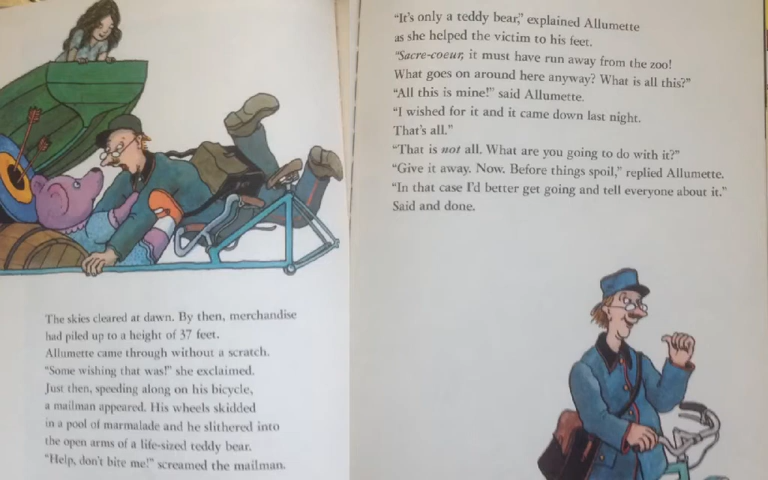 The skies cleared at dawn. By then, merchandise
had piled up to a height of 37 feet.
Allumette came through without a scratch.
"Some wishing that was!" she exclaimed.
Just then, speeding along on his bicycle,
a mailman appeared. His wheels skidded
in a pool of marmalade and he slithered into
the open arms of a life-sized teddy bear.
"Help, don't bite me!" screamed the mailman.
"It's only a teddy bear," explained Allumette
as she helped the victim to his feet.
"Sacre-coeur, it must have run away from the zoo!
What goes on around here anyway? What is all this?"
"All this is mine!" said Allumette.
"I wished for it and it came down last night.
That's all."
"That is not all. What are you going to do with it?"
"Give it away. Now. Before things spoil," replied Allumette.
"In that case I'd better get going and tell everyone about it."
Said and done.